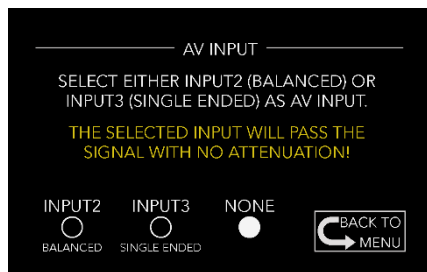 AV INPUT
SELECT EITHER INPUT2 (BALANCED) OR
INPUT3 (SINGLE ENDED) AS AV INPUT.
THE SELECTED INPUT WILL PASS THE
SIGNAL WITH NO ATTENUATION!
INPUT2 INPUT3 NONE
BALANCED SINGLE ENDED
BACK TO
MENU